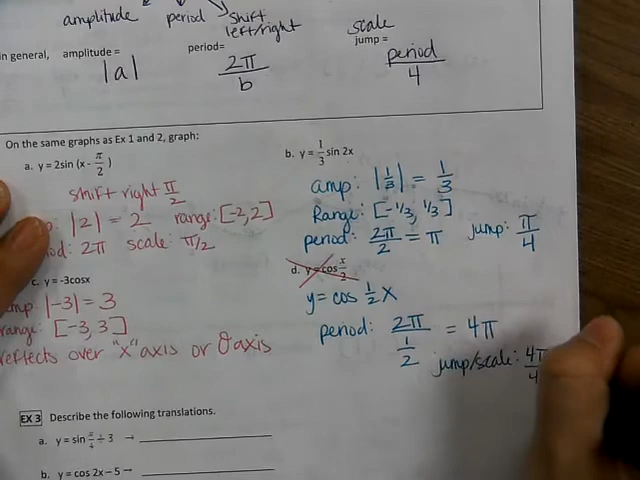 amplitude period shift
left/right
in general, amplitude = |a|
period= 2π/b
scale
jump = period/4
On the same graphs as Ex 1 and 2, graph:
a. y = 2sin (x - π/2)
shift right π/2
|2| = 2 range: [-2,2]
2π scale: π/2
c. y = -3cosx
|-3| = 3
range: [-3,3]
reflects over "x" axis or θ axis
b. y = 1/3 sin 2x
amp: |1/3| = 1/3
Range: [-1/3, 1/3]
period: 2π/2 = π jump: π/4
d. y = cos x/2
y = cos 1/2 x
period: 2π/(1/2) = 4π
jump/scale: 4π/4
EX 3 Describe the following translations.
a. y = sin x/4 ÷ 3 →
b. y = cos 2x – 5 →